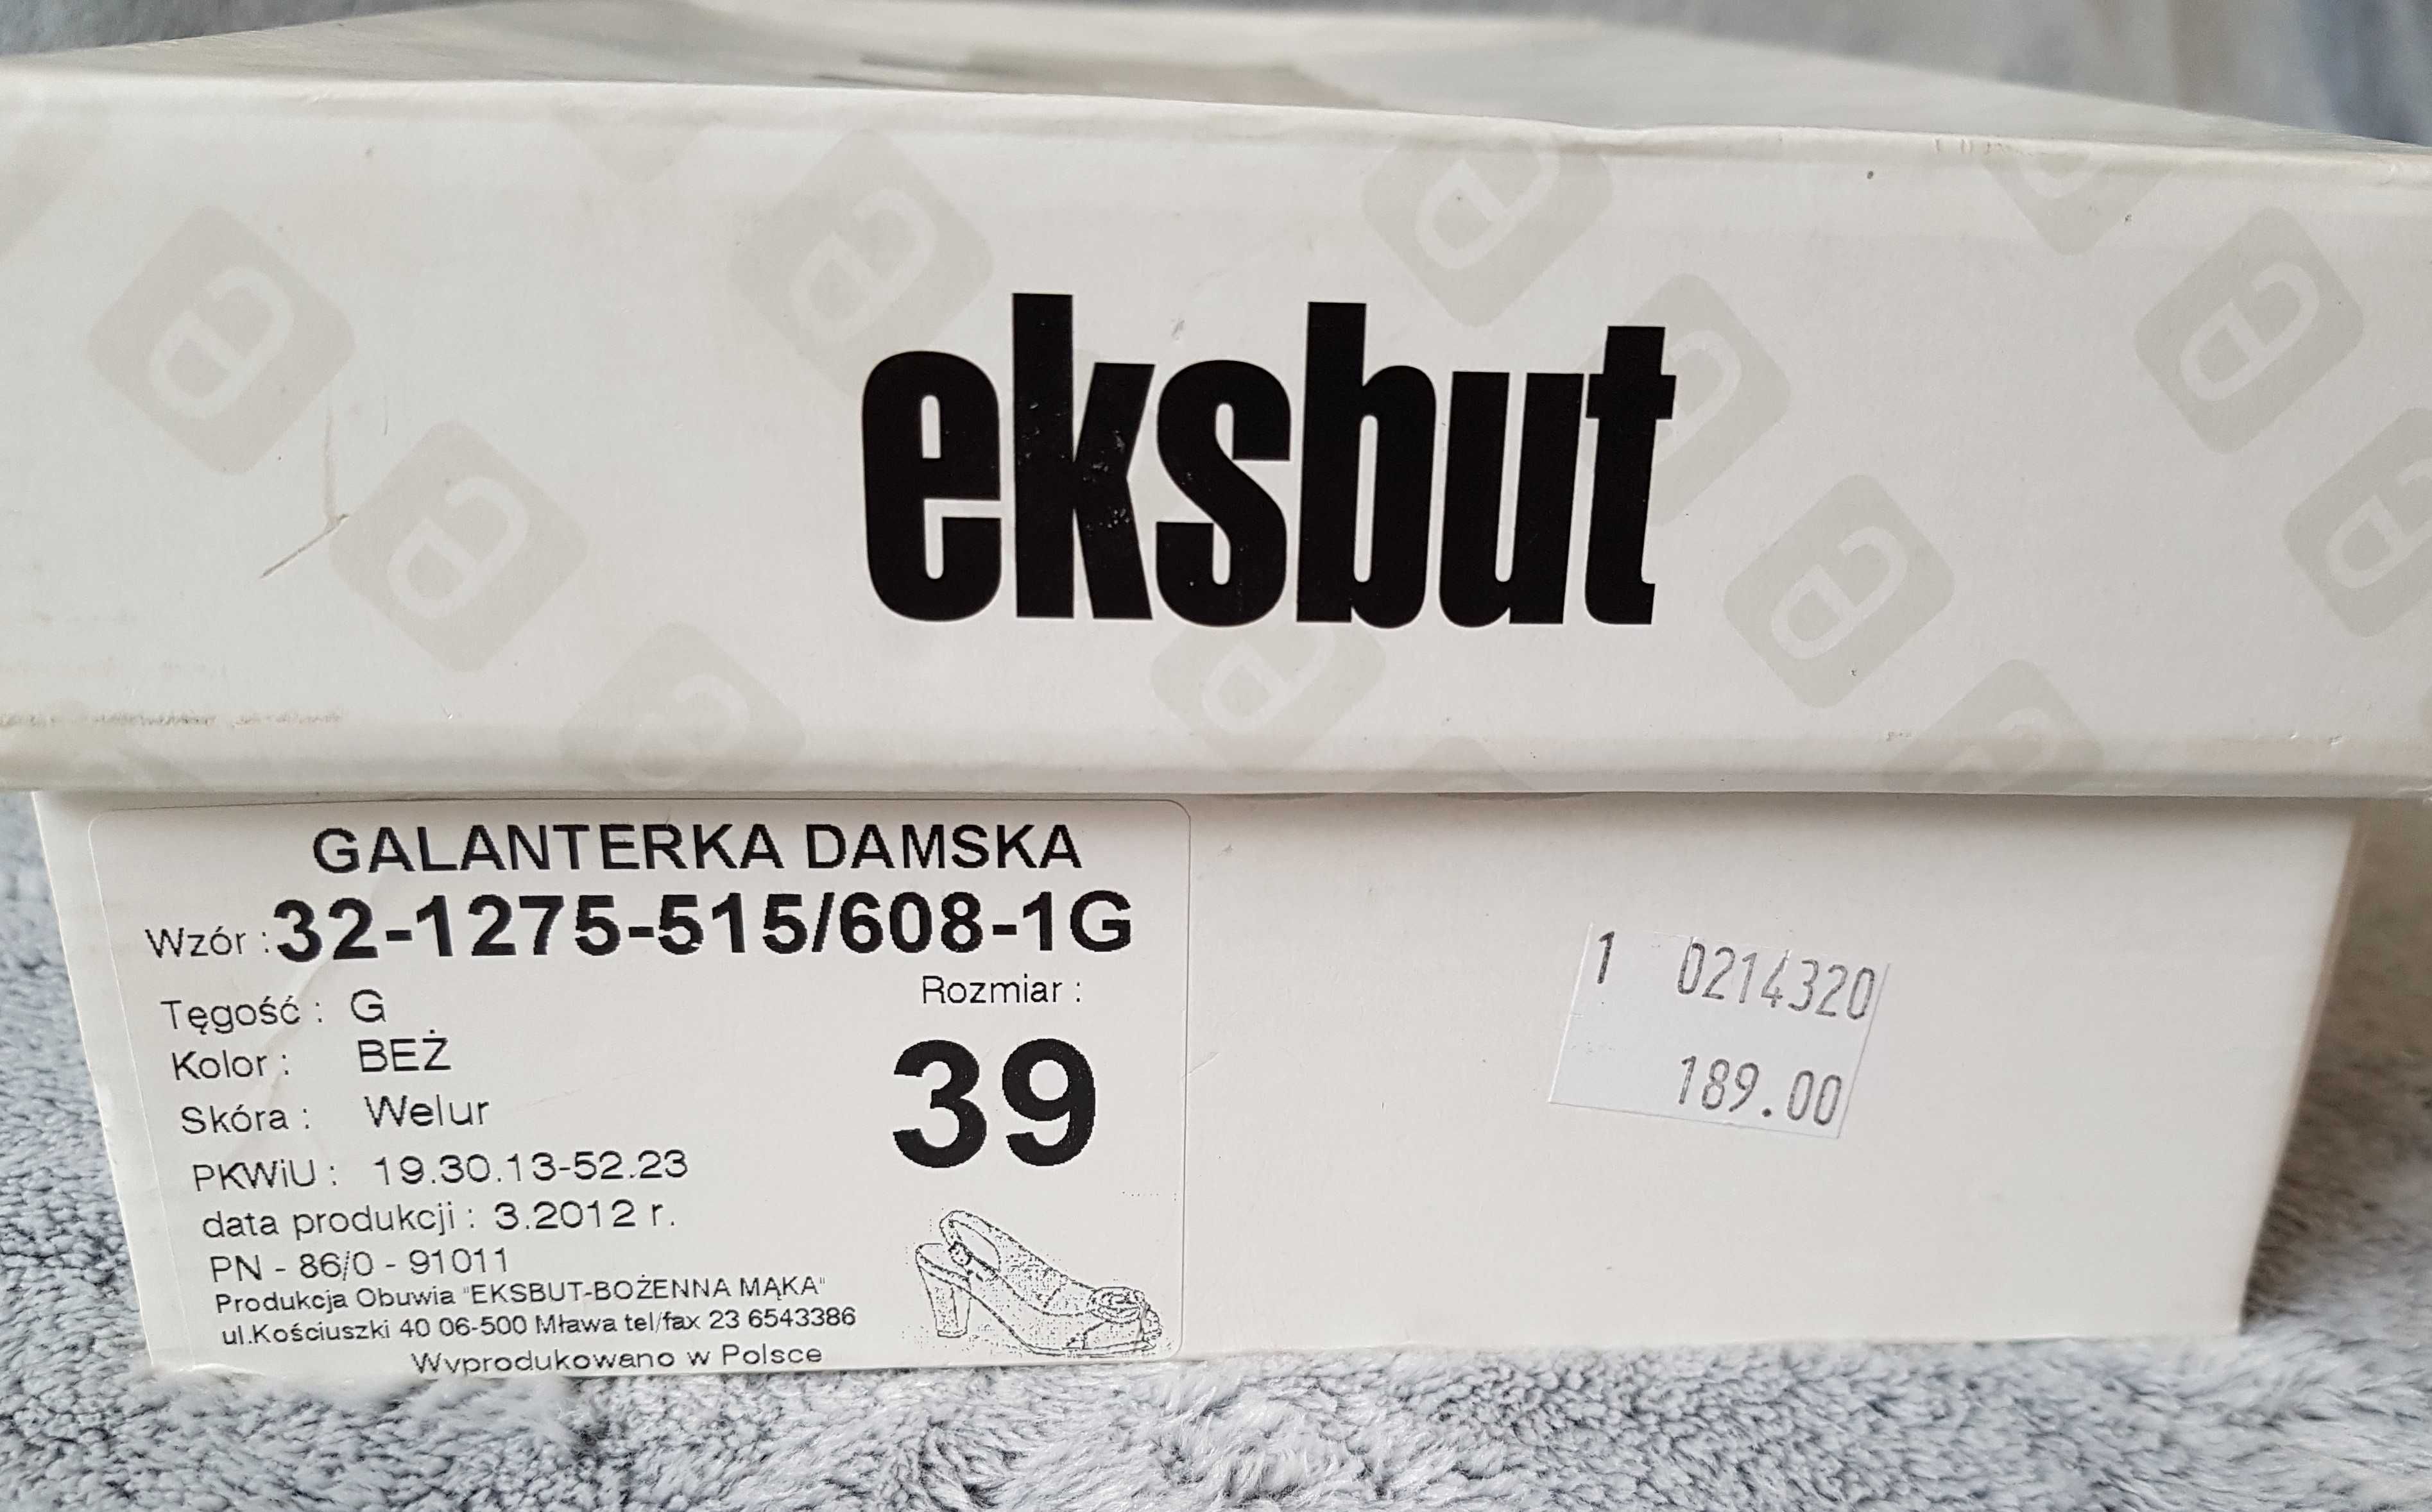 eksbut
GALANTERKA DAMSKA
Wzór : 32-1275-515/608-1G
Rozmiar :
39
Tęgość : G
Kolor : BEŻ
Skóra : Welur
PKWiU : 19.30.13-52.23
data produkcji : 3.2012 r.
PN - 86/0 - 91011
Produkcja Obuwia "EKSBUT-BOŻENNA MĄKA"
ul.Kościuszki 40 06-500 Mława tel/fax 23 6543386
Wyprodukowano w Polsce
1 0214320
189.00